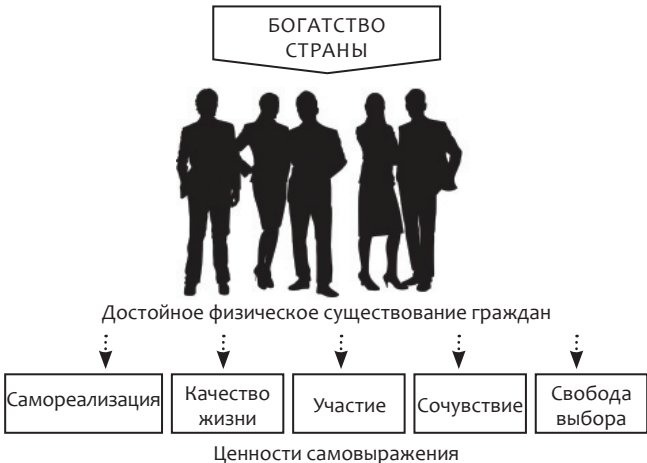 БОГАТСТВО
СТРАНЫ
Достойное физическое существование граждан
Самореализация
Качество
жизни
Участие
Сочувствие
Свобода
выбора
Ценности самовыражения